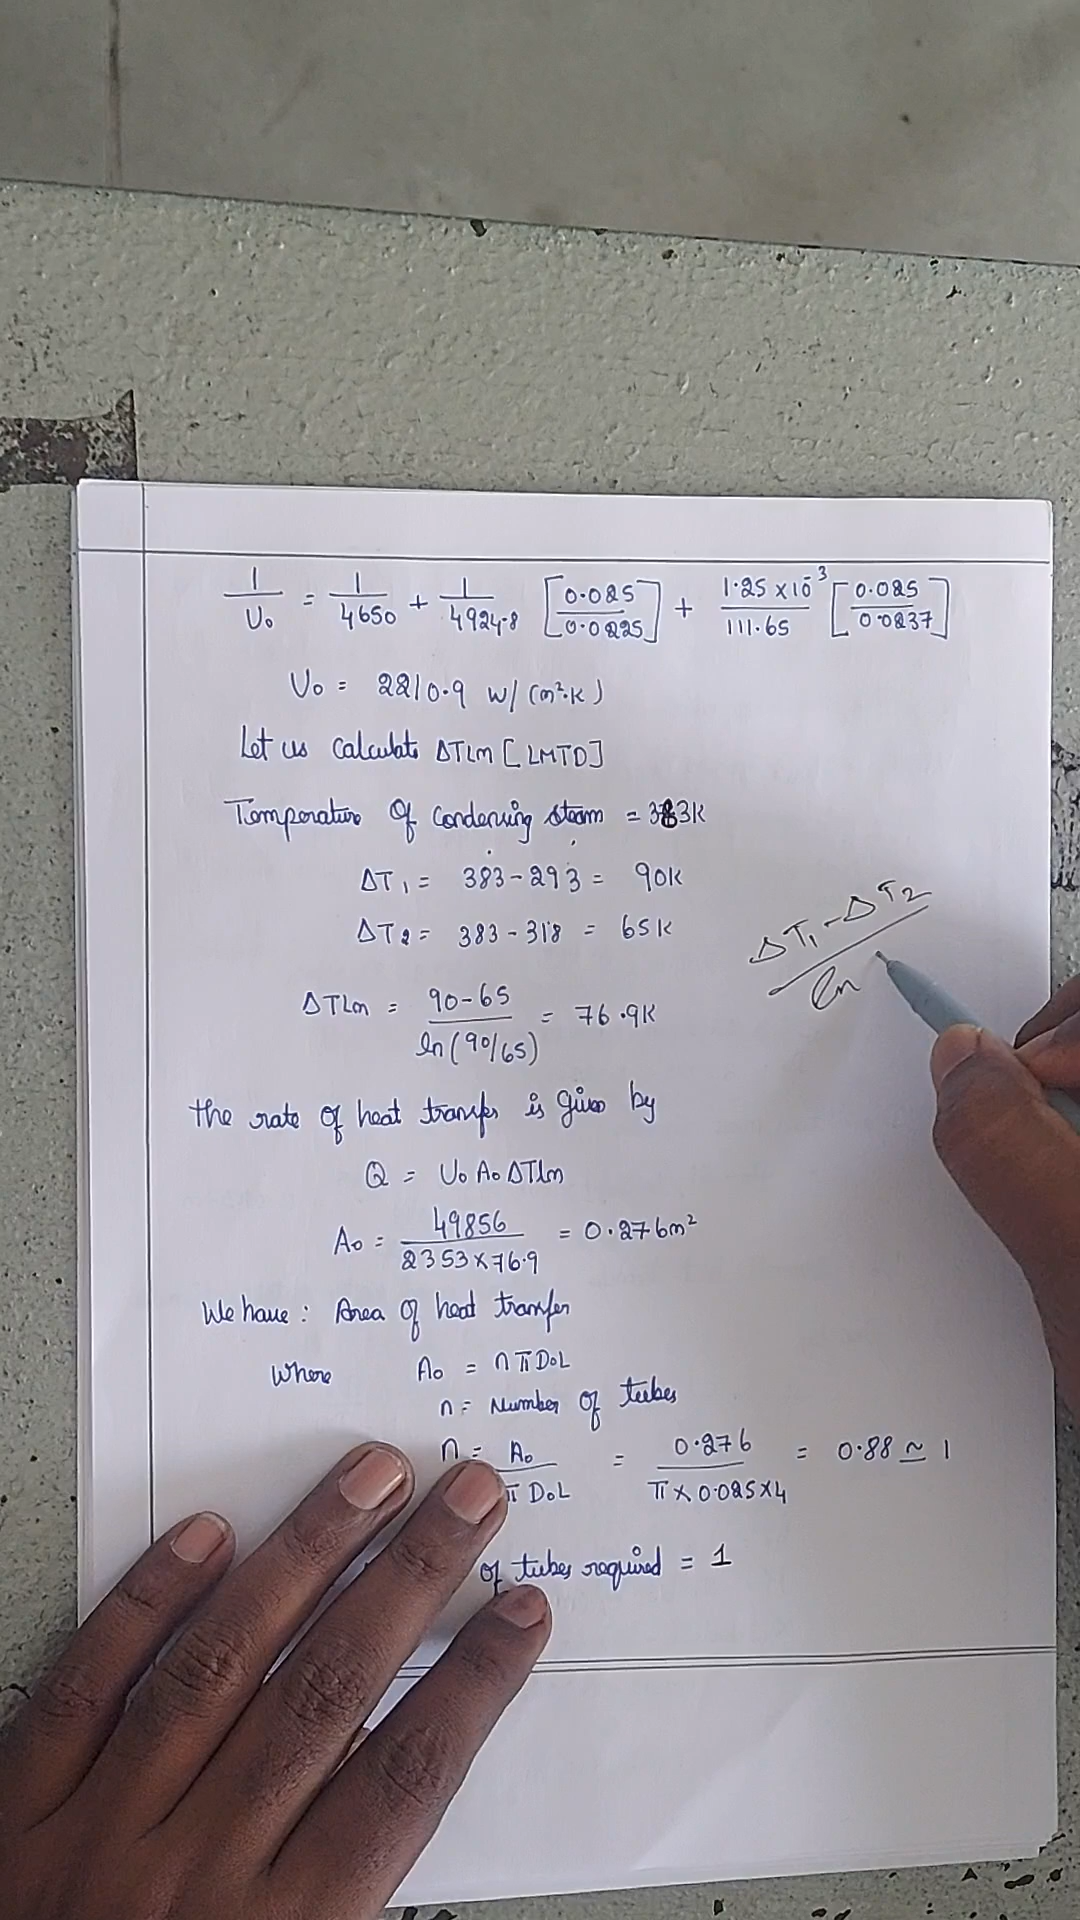 1/U₀ = 1/4650 + 1/4924.8 [0.025/0.0225] + 1.25 × 10⁻³/111.65 [0.025/0.0237]
U₀ = 2210.9 W/(m².K)
Let us calculate ΔTLm [LMTD]
Temperature of Condensing steam = 383K
ΔT₁ = 383 - 293 = 90K
ΔT₂ = 383 - 318 = 65K
ΔT₁ - ΔT₂ / ln
ΔTLm = 90-65 / ln(90/65) = 76.9K
the rate of heat transfer is given by
Q = U₀ A₀ ΔTlm
A₀ = 49856 / 2353×76.9 = 0.276m²
We have : Area of heat transfer
Where A₀ = nπD₀L
n = Number of tubes
n = A₀ / π D₀L = 0.276 / π × 0.025×4 = 0.88 ≃ 1
of tubes required = 1